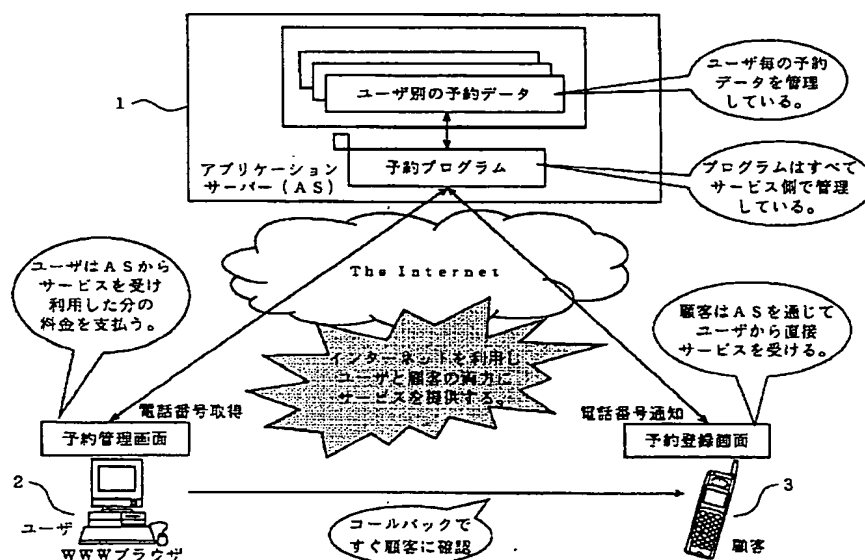 ユーザ別の予約データ
ユーザ毎の予約
データを管理
している。
1
アプリケーション
サーバー(AS)
予約プログラム
プログラムはすべて
サービス側で管理
している。
The Internet
ユーザはASから
サービスを受け
利用した分の
料金を支払う。
顧客はASを通じて
ユーザから直接
サービスを受ける。
インターネットを利用し
ユーザと顧客の両方に
サービスを提供する。
電話番号取得
電話番号通知
予約管理画面
予約登録画面
2
3
ユーザ
WWWブラウザ
コールバックで
すぐ顧客に確認
顧客